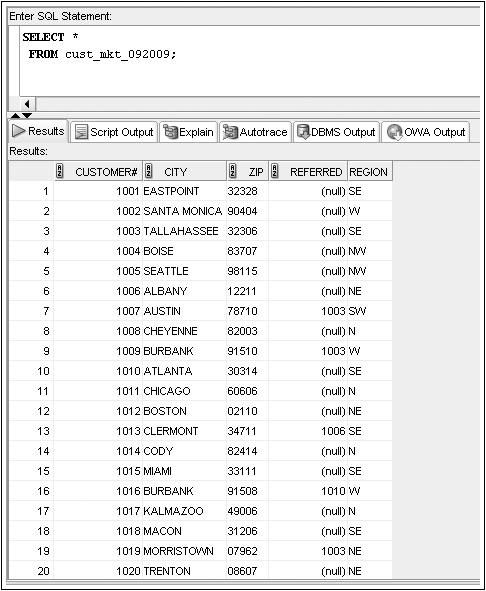 Enter SQL Statement:
SELECT *
FROM cust_mkt_092009;
Results Script Output Explain Autotrace DBMS Output OWA Output
Results:
CUSTOMER# CITY ZIP REFERRED REGION
1 1001 EASTPOINT 32328 (null) SE
2 1002 SANTA MONICA 90404 (null) W
3 1003 TALLAHASSEE 32306 (null) SE
4 1004 BOISE 83707 (null) NW
5 1005 SEATTLE 98115 (null) NW
6 1006 ALBANY 12211 (null) NE
7 1007 AUSTIN 78710 1003 SW
8 1008 CHEYENNE 82003 (null) N
9 1009 BURBANK 91510 1003 W
10 1010 ATLANTA 30314 (null) SE
11 1011 CHICAGO 60606 (null) N
12 1012 BOSTON 02110 (null) NE
13 1013 CLERMONT 34711 1006 SE
14 1014 CODY 82414 (null) N
15 1015 MIAMI 33111 (null) SE
16 1016 BURBANK 91508 1010 W
17 1017 KALMAZOO 49006 (null) N
18 1018 MACON 31206 (null) SE
19 1019 MORRISTOWN 07962 1003 NE
20 1020 TRENTON 08607 (null) NE